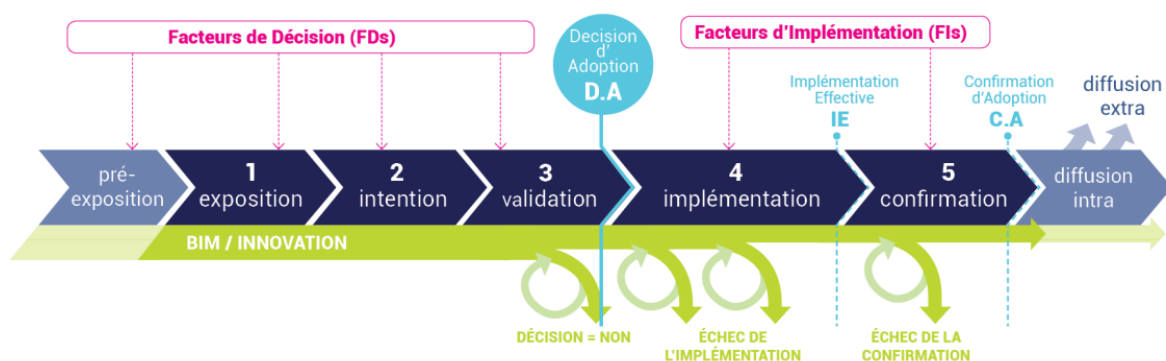 Facteurs de Décision (FDs)
Decision
d'
Adoption
D.A
Facteurs d'Implémentation (FIs)
Implémentation
Effective
IE
Confirmation
d'Adoption
C.A
diffusion
extra
pré-
exposition
1
exposition
2
intention
3
validation
4
implémentation
5
confirmation
diffusion
intra
BIM / INNOVATION
DÉCISION = NON
ÉCHEC DE
L'IMPLÉMENTATION
ÉCHEC DE LA
CONFIRMATION